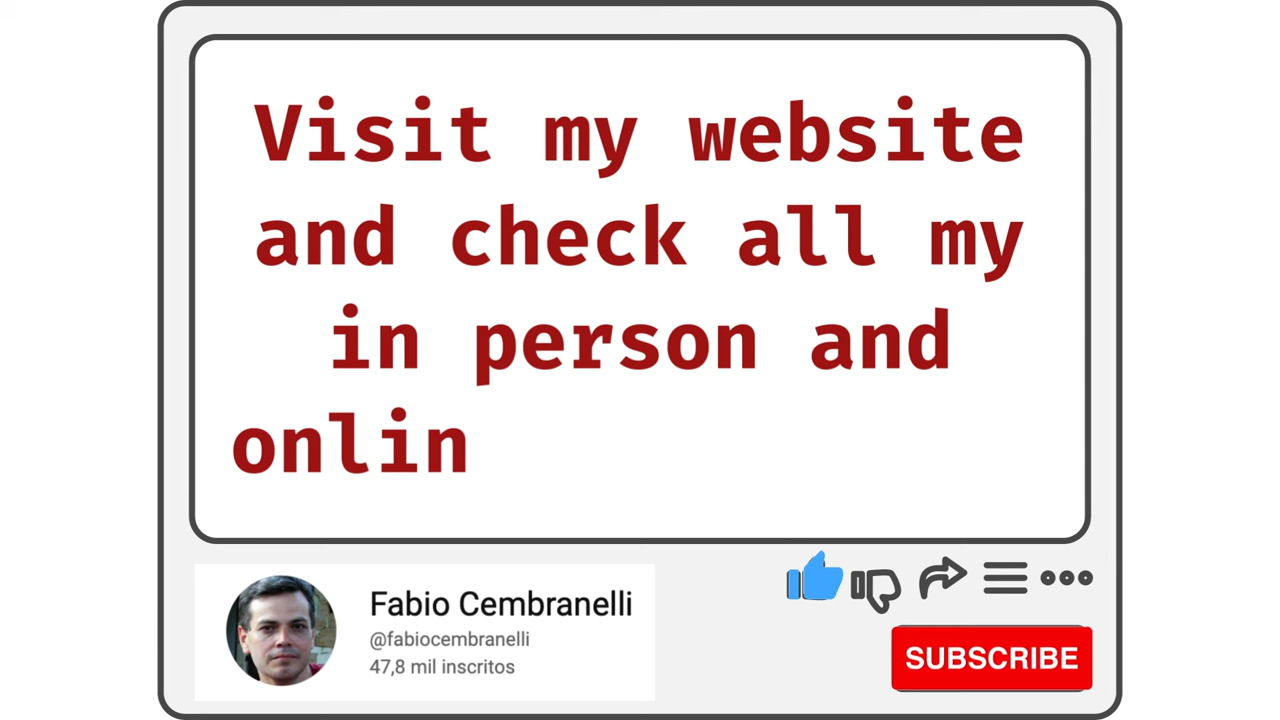 Visit my website
and check all my
in person and
onlin
Fabio Cembranelli
@fabiocembranelli
47,8 mil inscritos
SUBSCRIBE